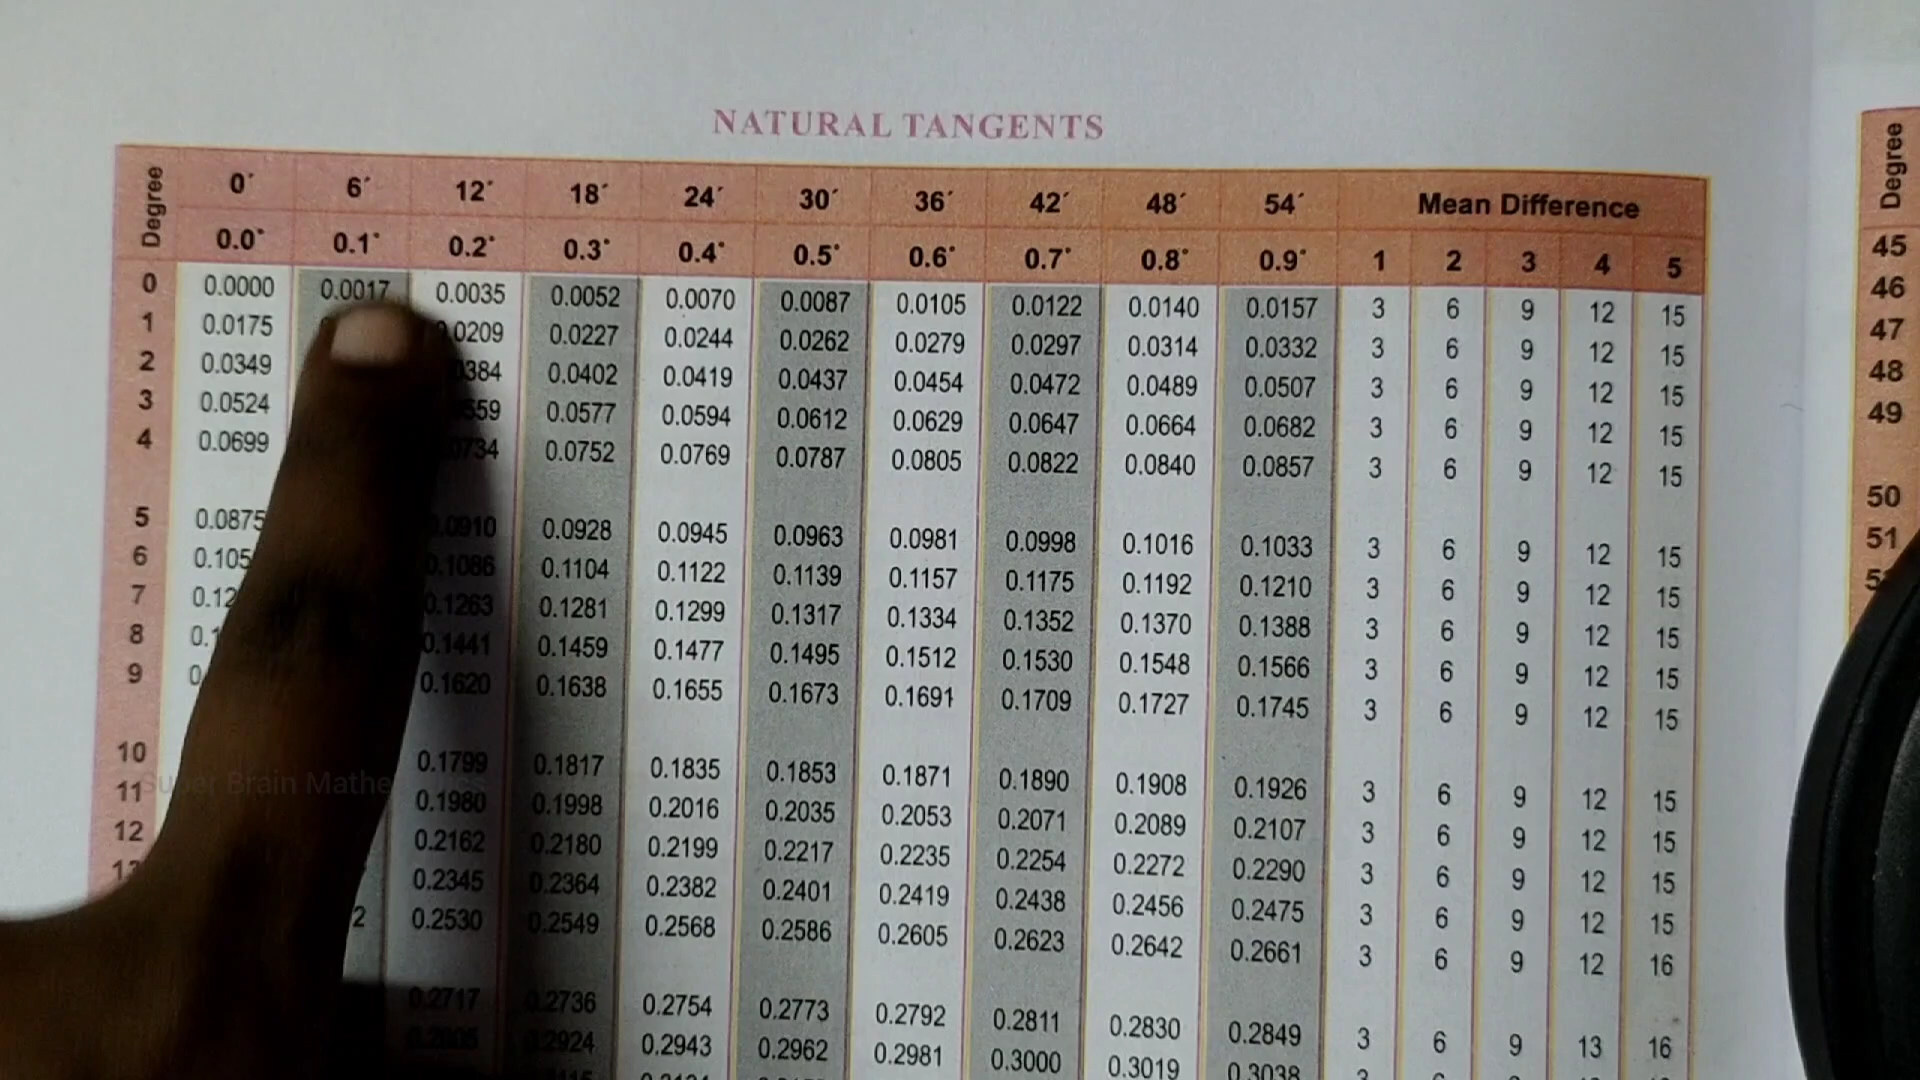 NATURAL TANGENTS
Degree 0′ 6′ 12′ 18′ 24′ 30′ 36′ 42′ 48′ 54′ Mean Difference
0.0° 0.1° 0.2° 0.3° 0.4° 0.5° 0.6° 0.7° 0.8° 0.9° 1 2 3 4 5
0 0.0000 0.0017 0.0035 0.0052 0.0070 0.0087 0.0105 0.0122 0.0140 0.0157 3 6 9 12 15
1 0.0175 0.0209 0.0227 0.0244 0.0262 0.0279 0.0297 0.0314 0.0332 3 6 9 12 15
2 0.0349 384 0.0402 0.0419 0.0437 0.0454 0.0472 0.0489 0.0507 3 6 9 12 15
3 0.0524 559 0.0577 0.0594 0.0612 0.0629 0.0647 0.0664 0.0682 3 6 9 12 15
4 0.0699 0734 0.0752 0.0769 0.0787 0.0805 0.0822 0.0840 0.0857 3 6 9 12 15
5 0.0875 0.0910 0.0928 0.0945 0.0963 0.0981 0.0998 0.1016 0.1033 3 6 9 12 15
6 0.105 0.1086 0.1104 0.1122 0.1139 0.1157 0.1175 0.1192 0.1210 3 6 9 12 15
7 0.12 0.1263 0.1281 0.1299 0.1317 0.1334 0.1352 0.1370 0.1388 3 6 9 12 15
8 0.1 0.1441 0.1459 0.1477 0.1495 0.1512 0.1530 0.1548 0.1566 3 6 9 12 15
9 0.1620 0.1638 0.1655 0.1673 0.1691 0.1709 0.1727 0.1745 3 6 9 12 15
10 0.1799 0.1817 0.1835 0.1853 0.1871 0.1890 0.1908 0.1926 3 6 9 12 15
11 0.1980 0.1998 0.2016 0.2035 0.2053 0.2071 0.2089 0.2107 3 6 9 12 15
12 0.2162 0.2180 0.2199 0.2217 0.2235 0.2254 0.2272 0.2290 3 6 9 12 15
0.2345 0.2364 0.2382 0.2401 0.2419 0.2438 0.2456 0.2475 3 6 9 12 15
2 0.2530 0.2549 0.2568 0.2586 0.2605 0.2623 0.2642 0.2661 3 6 9 12 16
0.2717 0.2736 0.2754 0.2773 0.2792 0.2811 0.2830 0.2849 3 6 9 13 16
0.2924 0.2943 0.2962 0.2981 0.3000 0.3019 0.3038
Super Brain Mathe
Degree
45
46
47
48
49
50
51